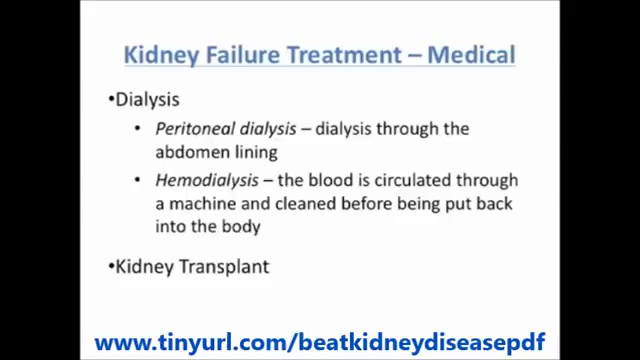 Kidney Failure Treatment – Medical
•Dialysis
• Peritoneal dialysis – dialysis through the
abdomen lining
• Hemodialysis – the blood is circulated through
a machine and cleaned before being put back
into the body
•Kidney Transplant
www.tinyurl.com/beatkidneydiseasepdf